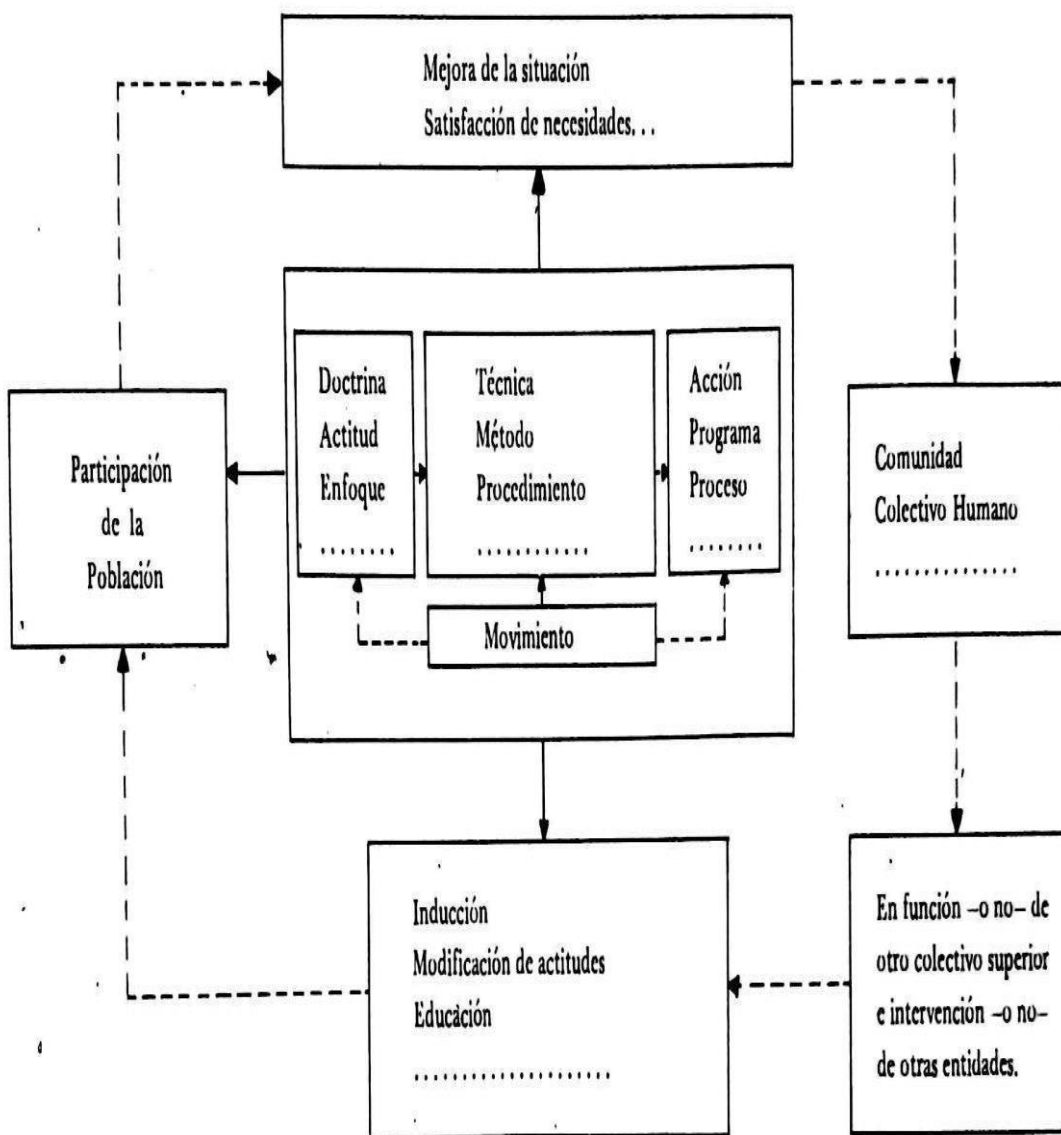 Mejora de la situación
Satisfacción de necesidades...
Participación
de la
Población
Doctrina
Actitud
Enfoque
........
Técnica
Método
Procedimiento
............
Acción
Programa
Proceso
........
Movimiento
Comunidad
Colectivo Humano
...............
Inducción
Modificación de actitudes
Educación
.....................
En función –o no– de
otro colectivo superior
e intervención –o no–
de otras entidades.